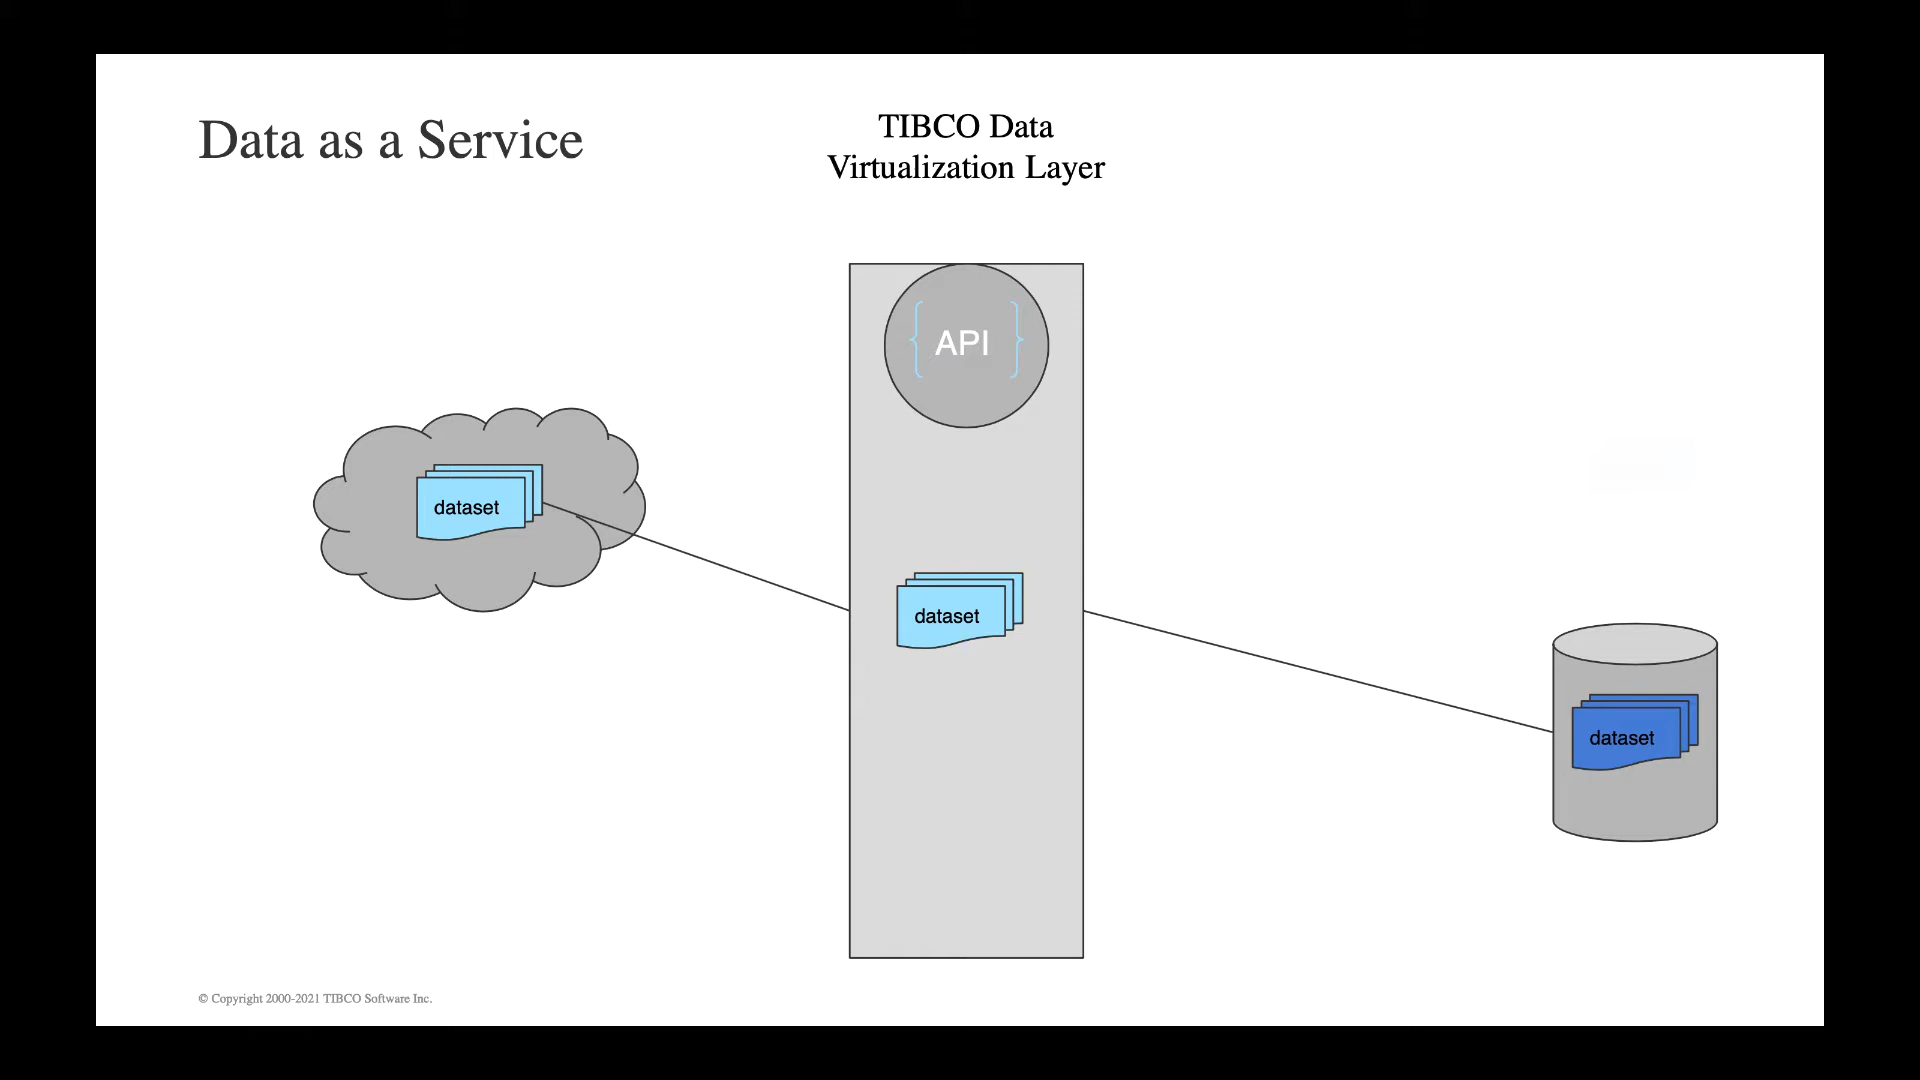 Data as a Service
TIBCO Data
Virtualization Layer
{ API }
dataset
dataset
dataset
© Copyright 2000-2021 TIBCO Software Inc.